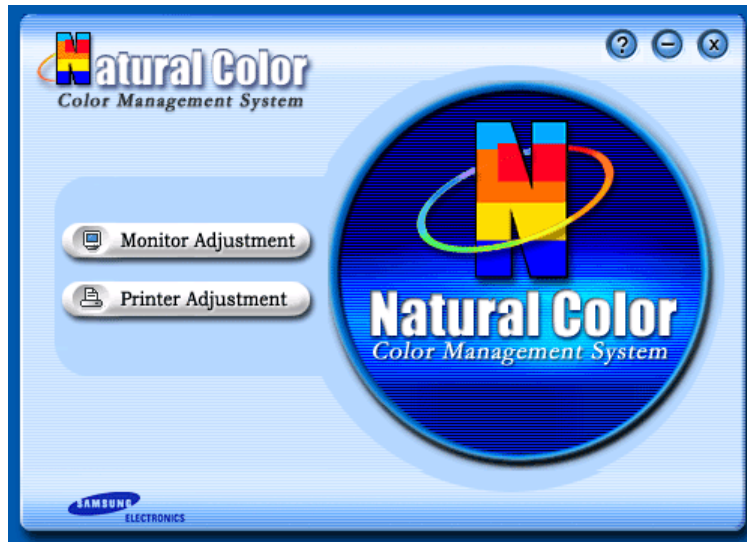 Natural Color
Color Management System
? – x
Monitor Adjustment
Printer Adjustment
N
Natural Color
Color Management System
SAMSUNG
ELECTRONICS